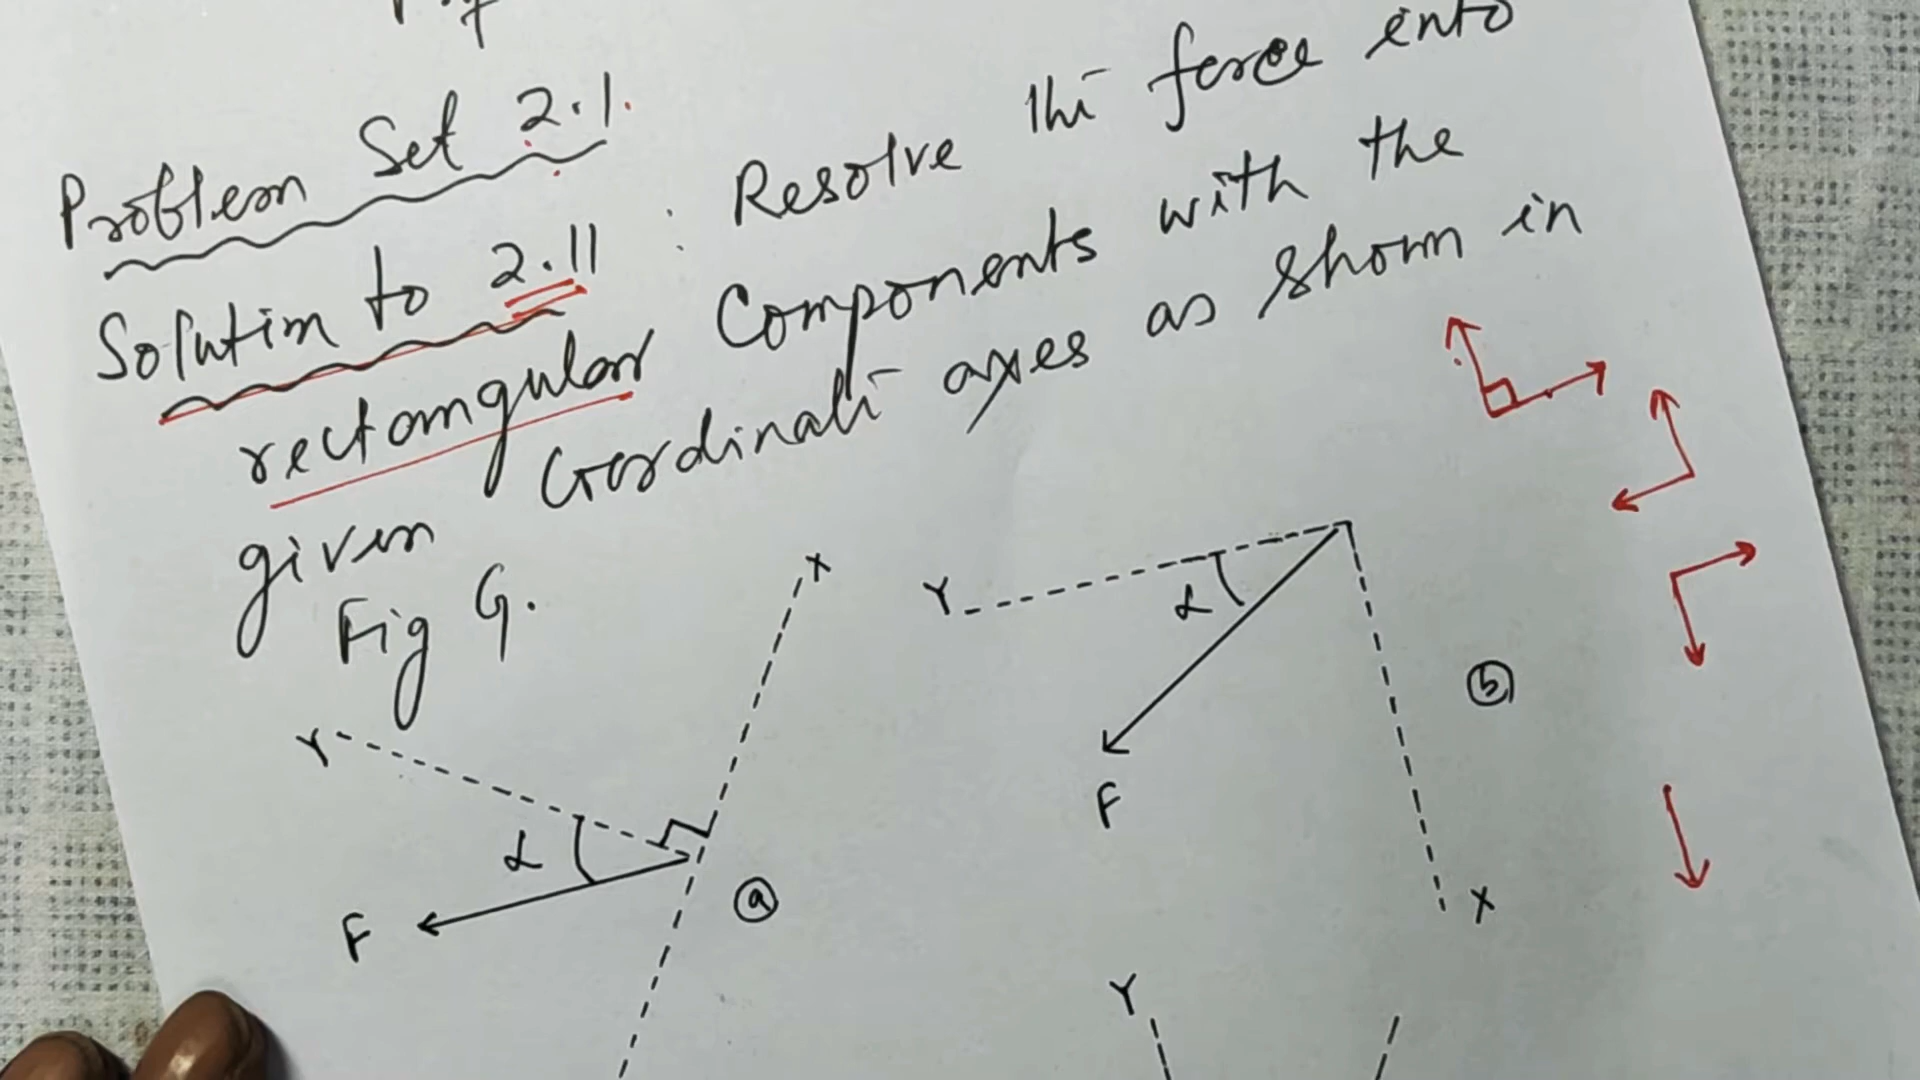 Problem Set 2.1.
Solution to 2.11 : Resolve the force into
rectangular Components with the
given Coordinate axes as shown in
Fig G.
X
Y
α
F
a
Y
α
F
b
X
Y